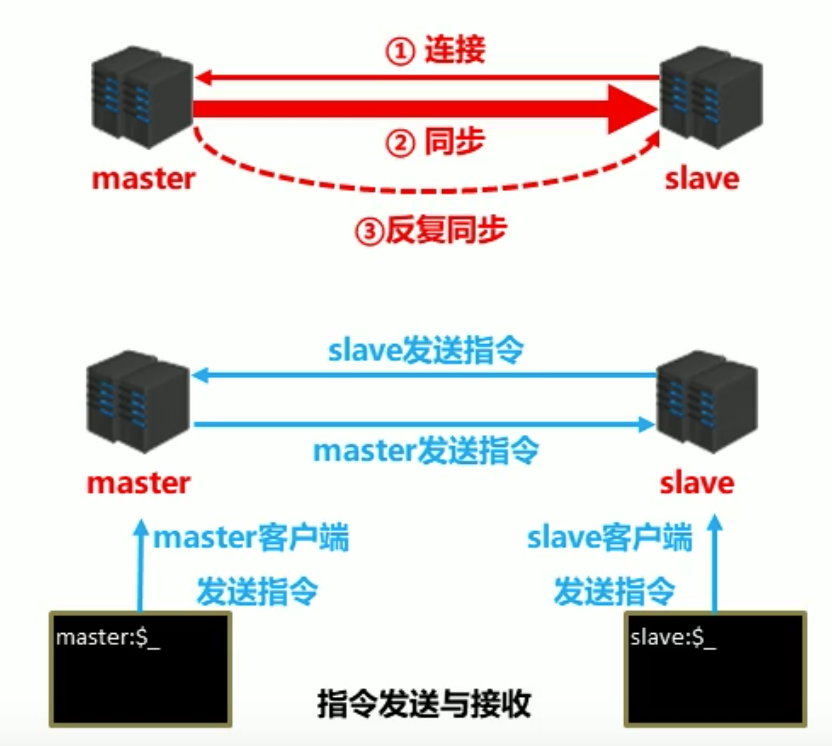 ① 连接
② 同步
master
slave
③反复同步
slave发送指令
master发送指令
master
slave
master客户端
发送指令
slave客户端
发送指令
master:$_
slave:$_
指令发送与接收